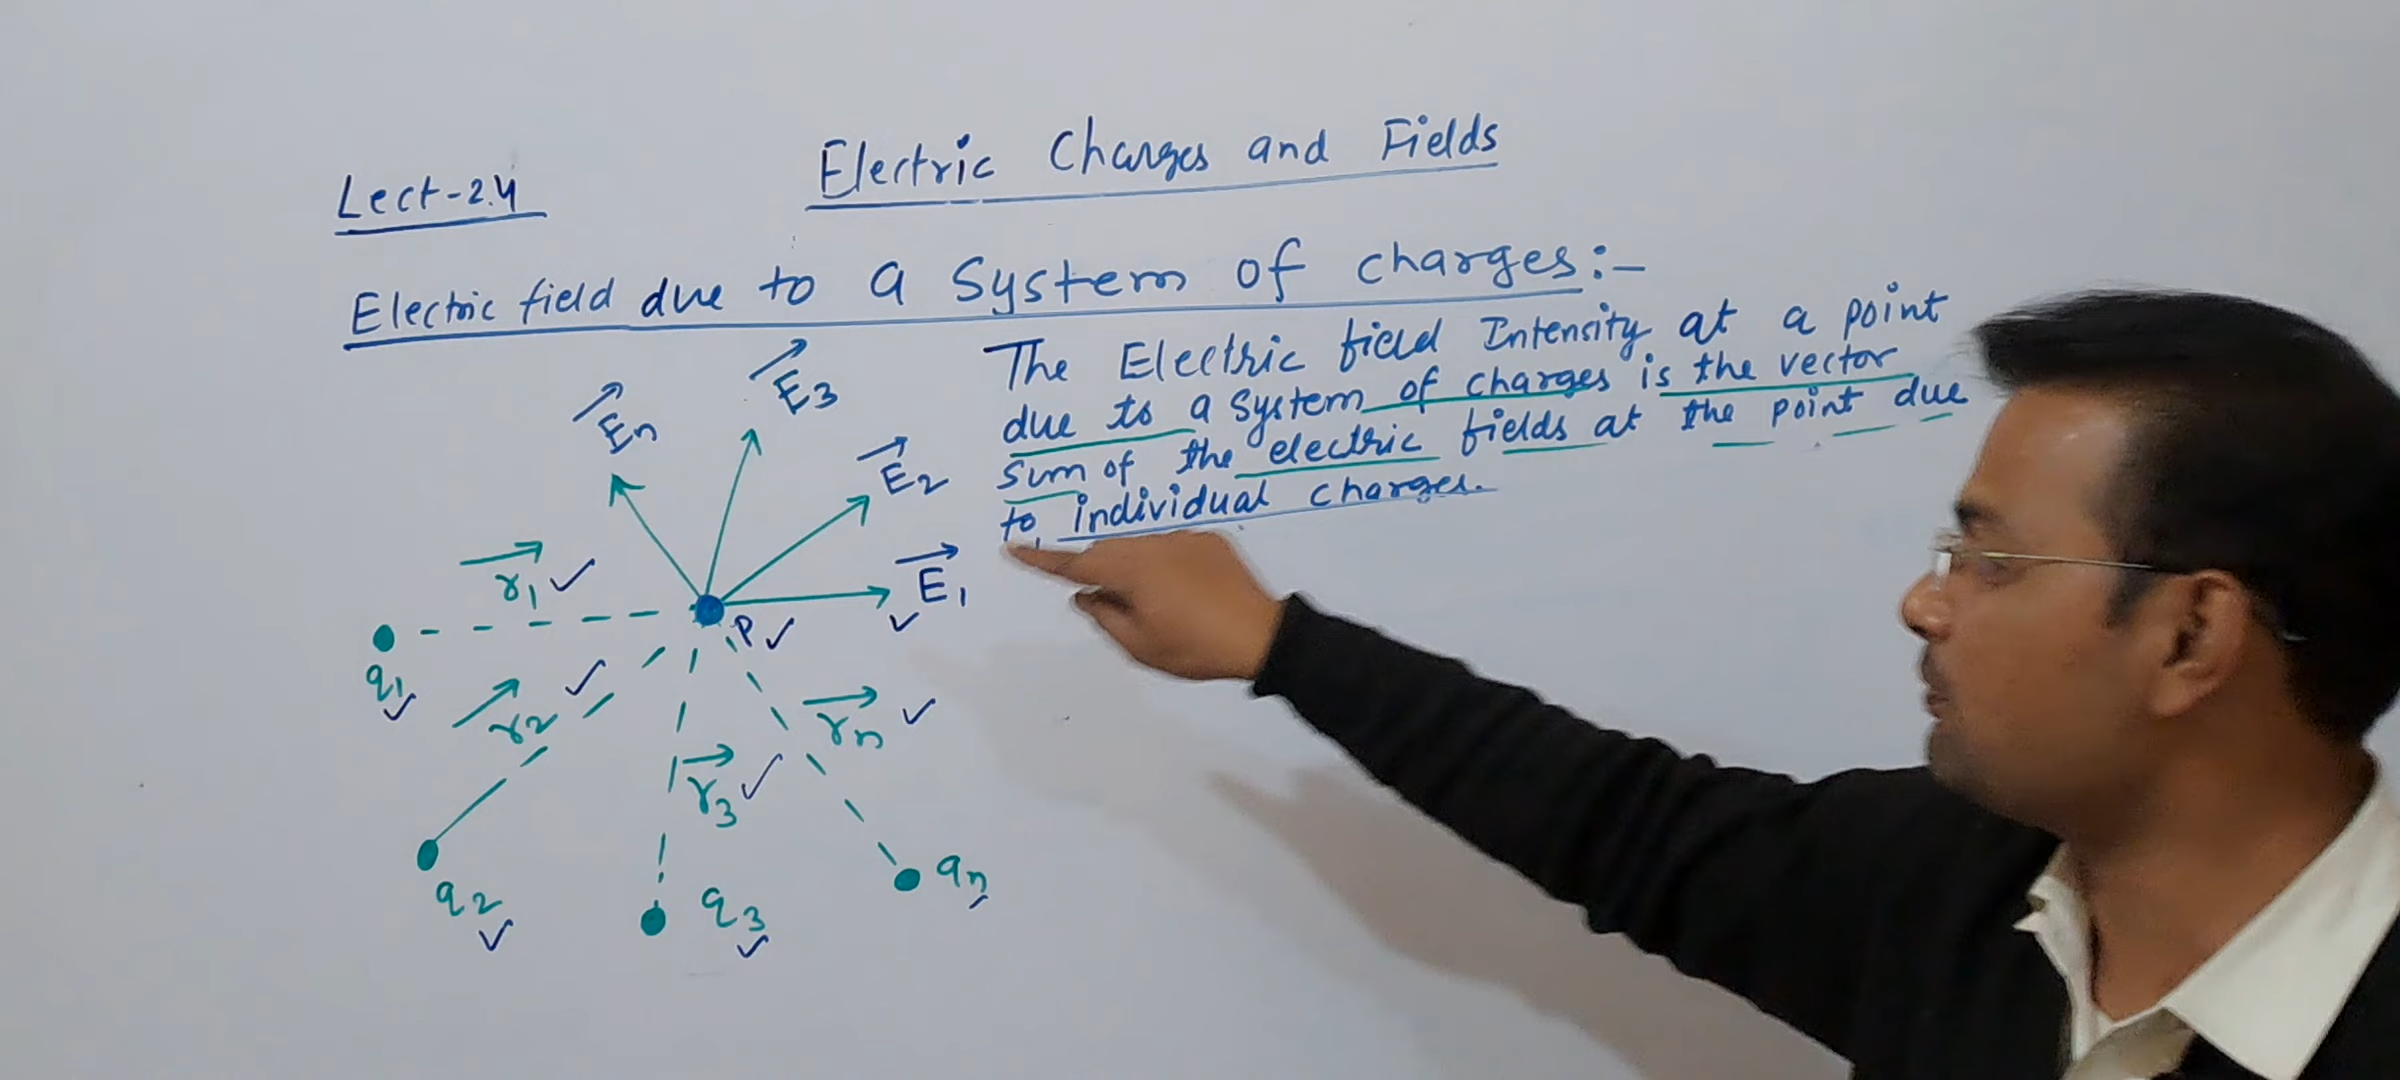 Lect-2.4
Electric Charges and Fields
Electric field due to a System of charges:-
The Electric field Intensity at a point
due to a system of charges is the vector
sum of the electric fields at the point due
to individual charges.
E3
En
E2
r1
E1
P
q1
r2
rn
r3
q2
qn
q3